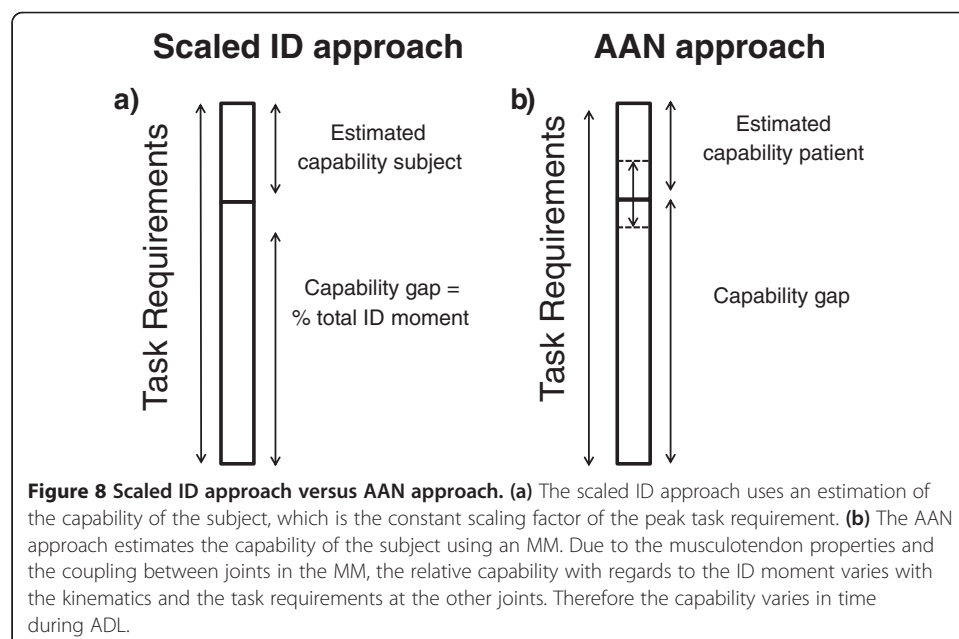 Scaled ID approach
AAN approach
a)
Task Requirements
Estimated
capability subject
Capability gap =
% total ID moment
b)
Task Requirements
Estimated
capability patient
Capability gap
Figure 8 Scaled ID approach versus AAN approach. (a) The scaled ID approach uses an estimation of
the capability of the subject, which is the constant scaling factor of the peak task requirement. (b) The AAN
approach estimates the capability of the subject using an MM. Due to the musculotendon properties and
the coupling between joints in the MM, the relative capability with regards to the ID moment varies with
the kinematics and the task requirements at the other joints. Therefore the capability varies in time
during ADL.